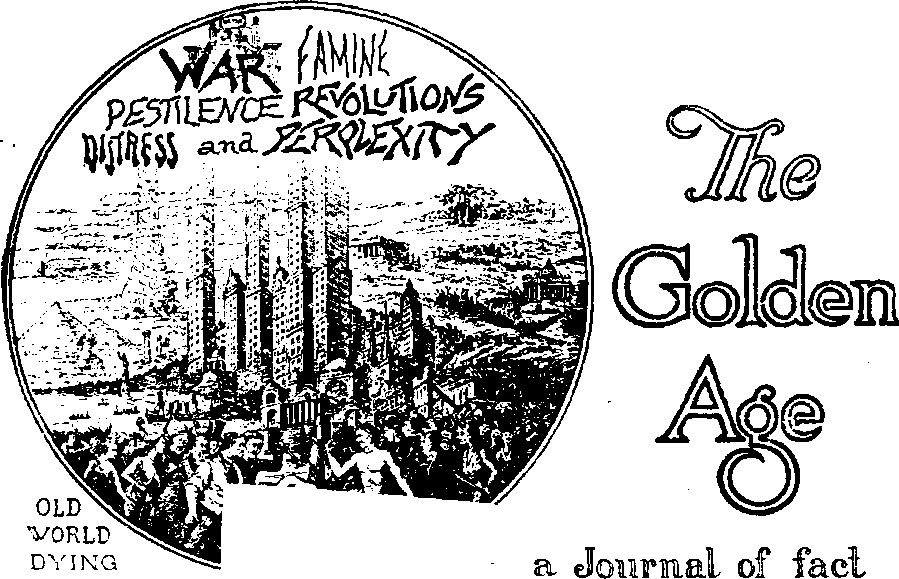 WAR FAMINE
PESTILENCE REVOLUTIONS
DISTRESS and PERPLEXITY
The
Golden
Age
OLD
WORLD
DYING
a Journal of fact